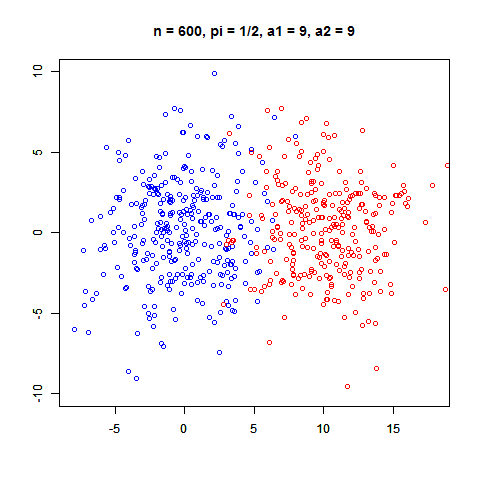 n = 600, pi = 1/2, a1 = 9, a2 = 9
10
5
0
-5
-10
-5 0 5 10 15